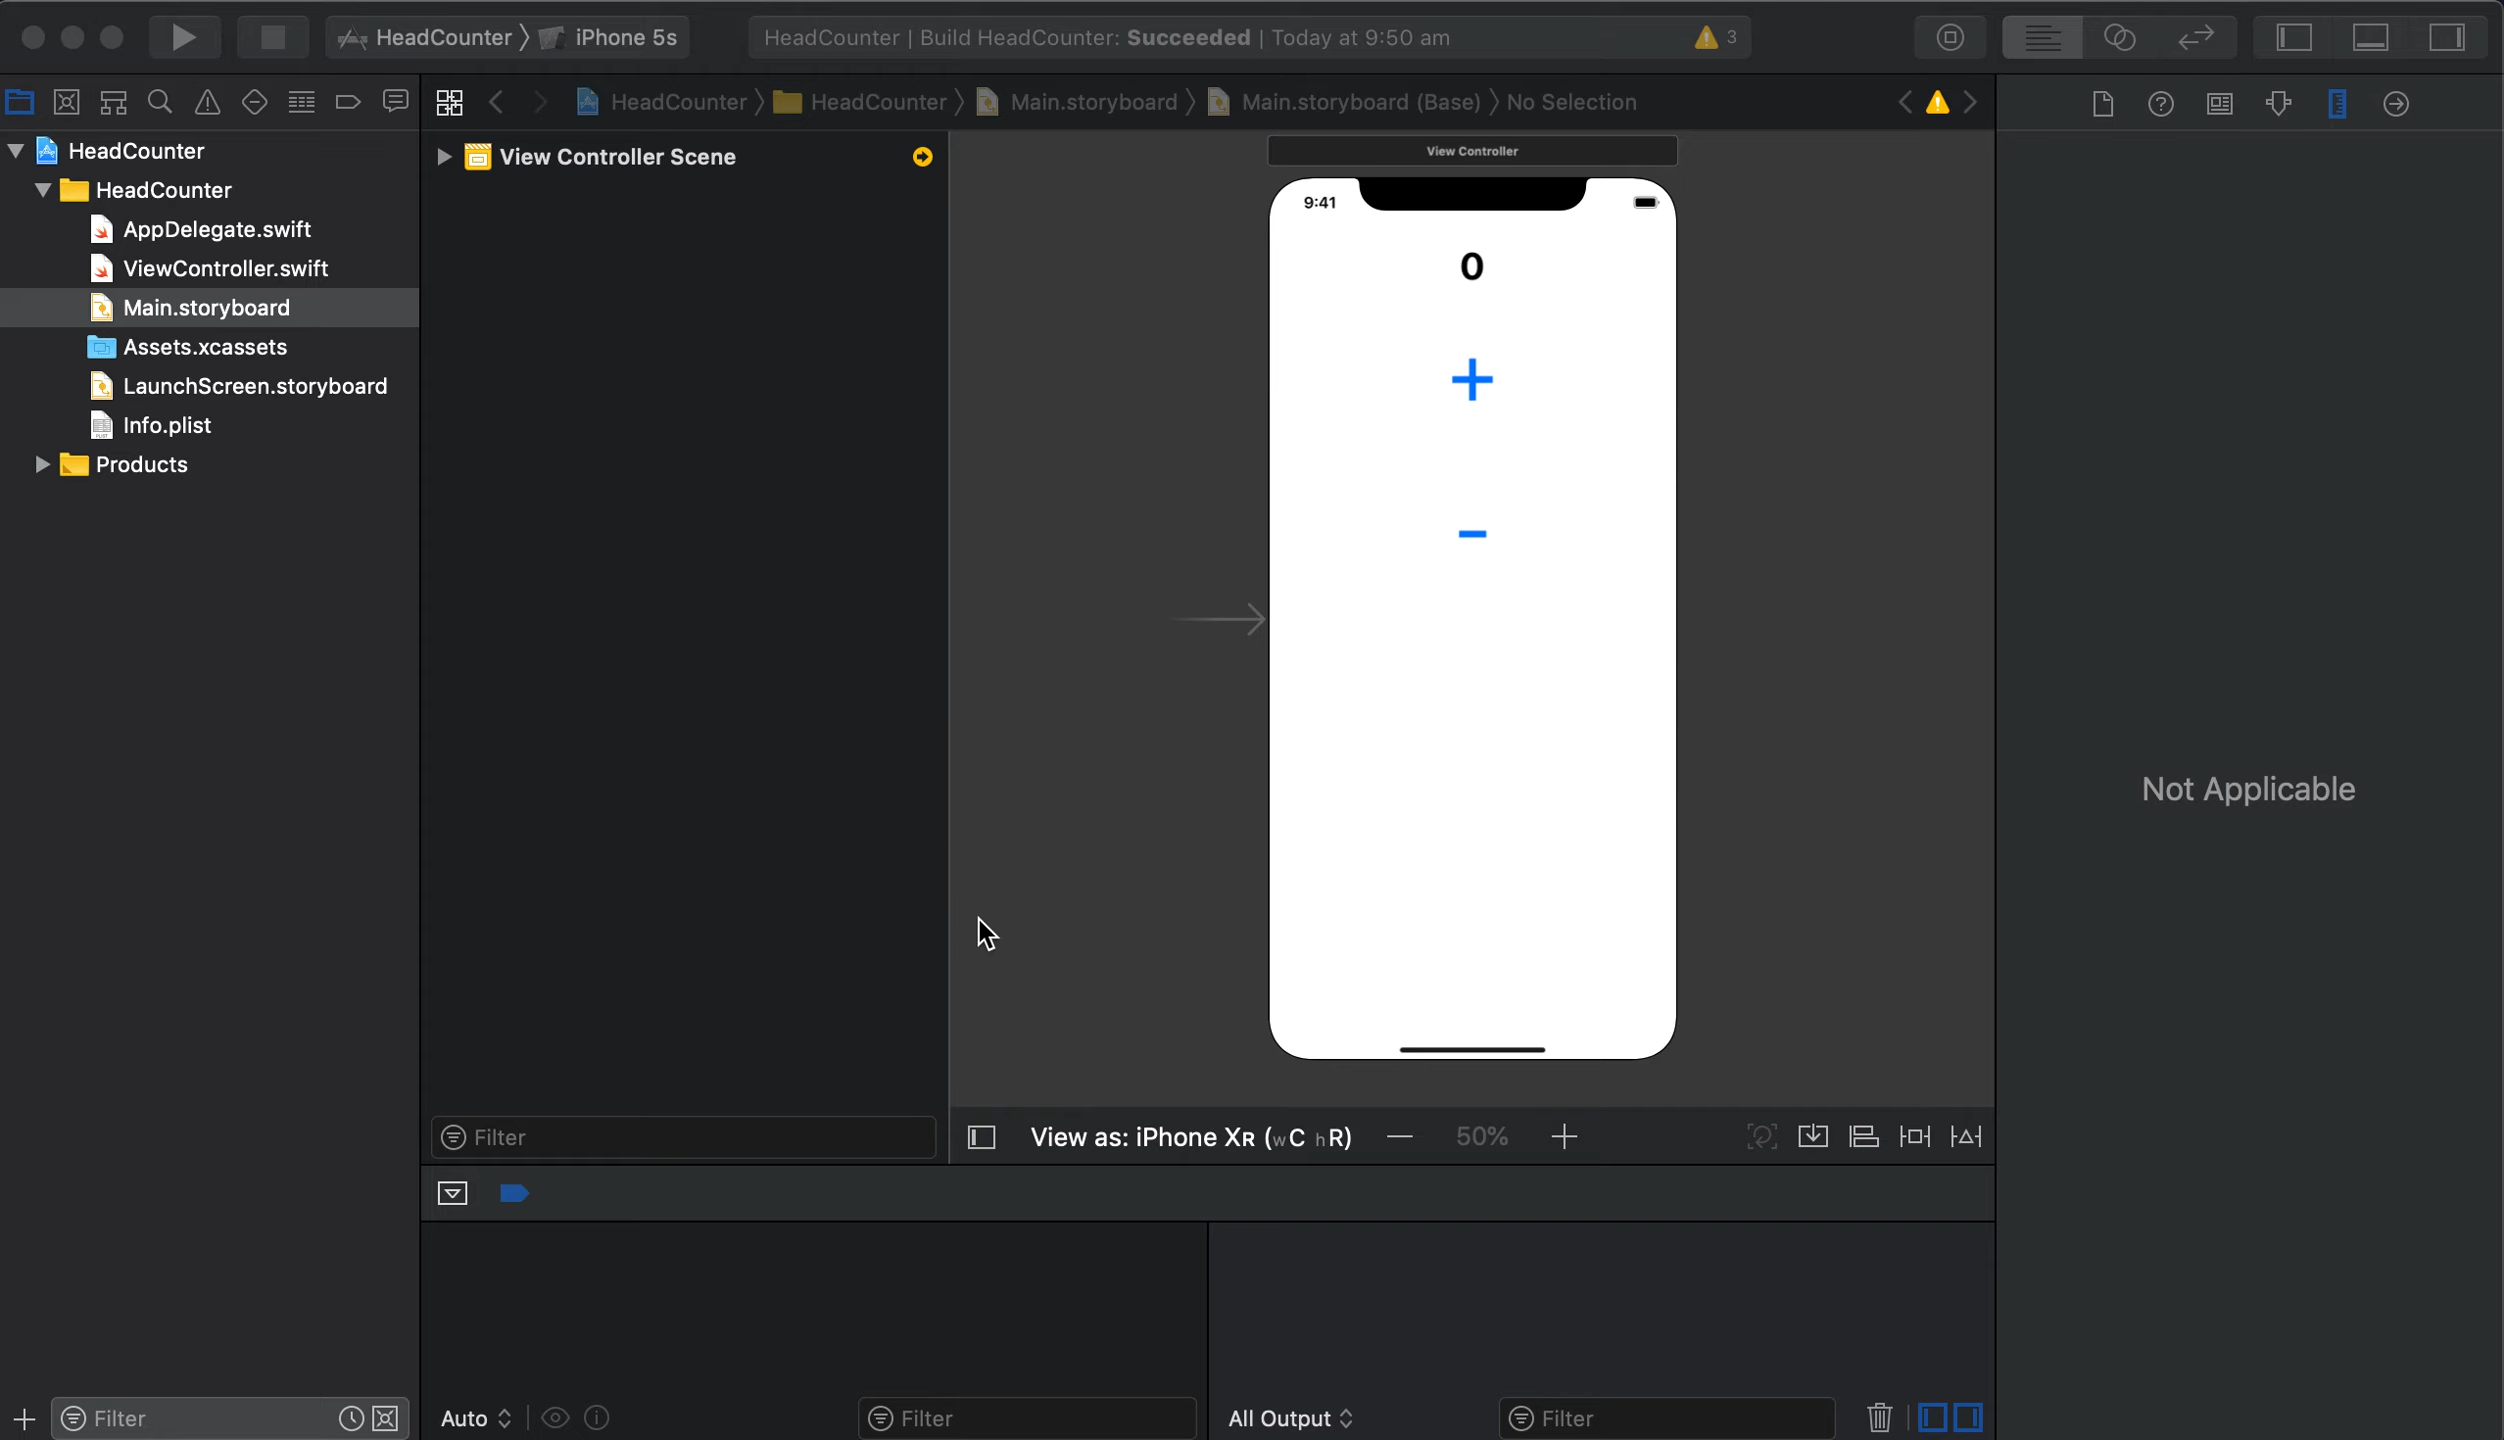 HeadCounter 〉 iPhone 5s
HeadCounter | Build HeadCounter: Succeeded | Today at 9:50 am
3
HeadCounter 〉 HeadCounter 〉 Main.storyboard 〉 Main.storyboard (Base) 〉 No Selection
HeadCounter
HeadCounter
AppDelegate.swift
ViewController.swift
Main.storyboard
Assets.xcassets
LaunchScreen.storyboard
Info.plist
Products
View Controller Scene
View Controller
9:41
0
+
−
Not Applicable
Filter
View as: iPhone XR (wC hR)
— 50% +
Filter
Auto
Filter
All Output
Filter